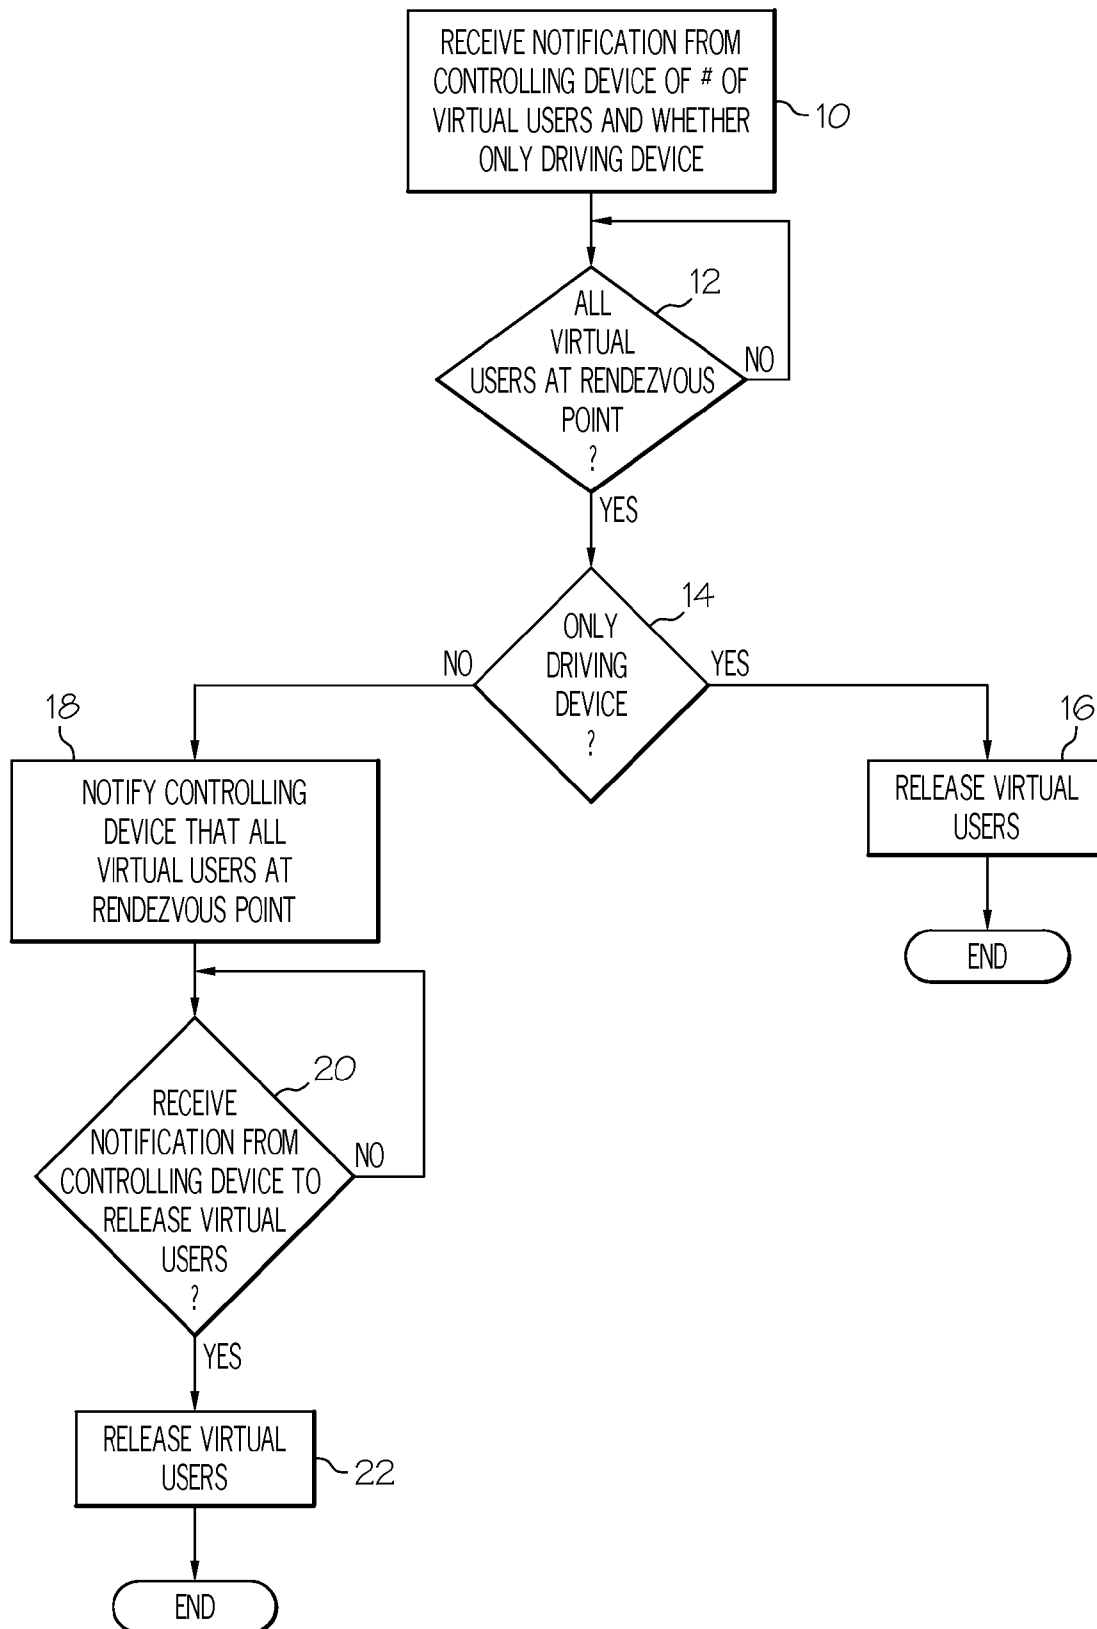 RECEIVE NOTIFICATION FROM
CONTROLLING DEVICE OF # OF
VIRTUAL USERS AND WHETHER
ONLY DRIVING DEVICE
10
ALL
VIRTUAL
USERS AT RENDEZVOUS
POINT
?
12
NO
YES
ONLY
DRIVING
DEVICE
?
14
NO
YES
18
NOTIFY CONTROLLING
DEVICE THAT ALL
VIRTUAL USERS AT
RENDEZVOUS POINT
16
RELEASE VIRTUAL
USERS
END
RECEIVE
NOTIFICATION FROM
CONTROLLING DEVICE TO
RELEASE VIRTUAL
USERS
?
20
NO
YES
RELEASE VIRTUAL
USERS
22
END